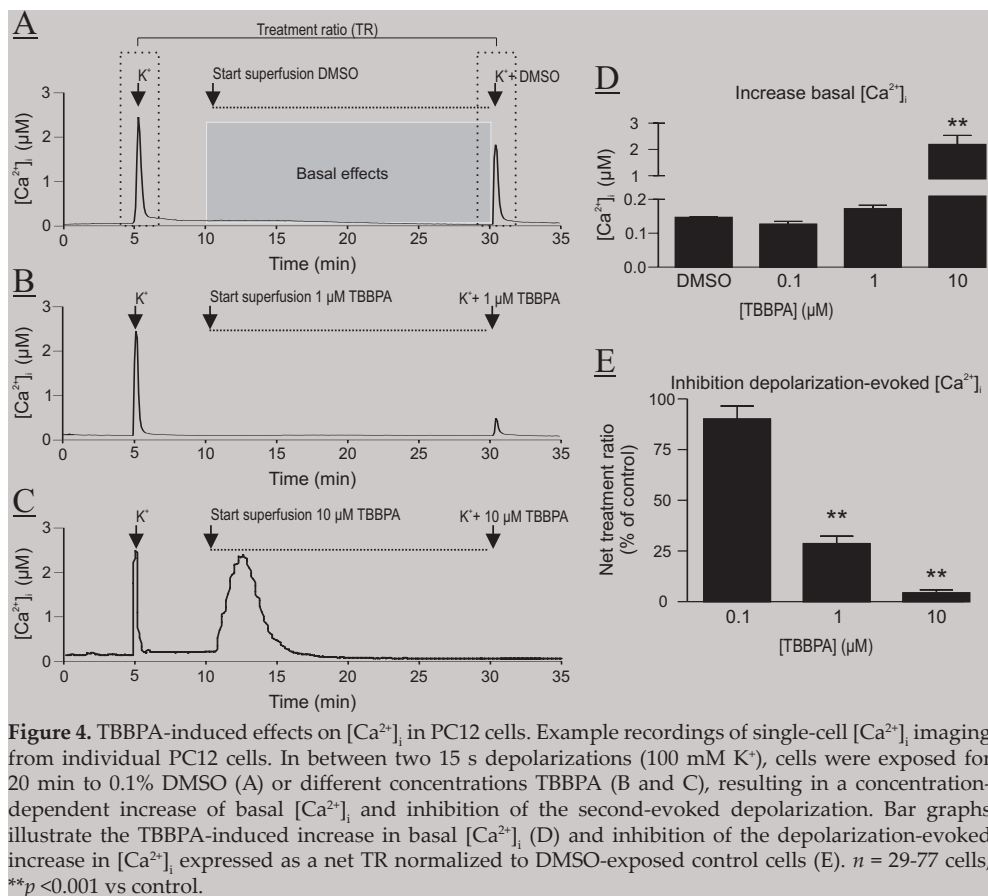 A
Treatment ratio (TR)
K⁺
Start superfusion DMSO
K⁺+ DMSO
[Ca²⁺]ᵢ (µM)
3
2
1
0
Basal effects
0 5 10 15 20 25 30 35
Time (min)
B
K⁺
Start superfusion 1 µM TBBPA
K⁺+ 1 µM TBBPA
[Ca²⁺]ᵢ (µM)
3
2
1
0
0 5 10 15 20 25 30 35
Time (min)
C
K⁺
Start superfusion 10 µM TBBPA
K⁺+ 10 µM TBBPA
[Ca²⁺]ᵢ (µM)
3
2
1
0
0 5 10 15 20 25 30 35
Time (min)
D
Increase basal [Ca²⁺]ᵢ
[Ca²⁺]ᵢ (µM)
3
2
1
0.2
0.1
0.0
**
DMSO 0.1 1 10
[TBBPA] (µM)
E
Inhibition depolarization-evoked [Ca²⁺]ᵢ
Net treatment ratio
(% of control)
100
75
50
25
0
**
**
0.1 1 10
[TBBPA] (µM)
Figure 4. TBBPA-induced effects on [Ca²⁺]ᵢ in PC12 cells. Example recordings of single-cell [Ca²⁺]ᵢ imaging
from individual PC12 cells. In between two 15 s depolarizations (100 mM K⁺), cells were exposed for
20 min to 0.1% DMSO (A) or different concentrations TBBPA (B and C), resulting in a concentration-
dependent increase of basal [Ca²⁺]ᵢ and inhibition of the second-evoked depolarization. Bar graphs
illustrate the TBBPA-induced increase in basal [Ca²⁺]ᵢ (D) and inhibition of the depolarization-evoked
increase in [Ca²⁺]ᵢ expressed as a net TR normalized to DMSO-exposed control cells (E). n = 29-77 cells,
**p <0.001 vs control.